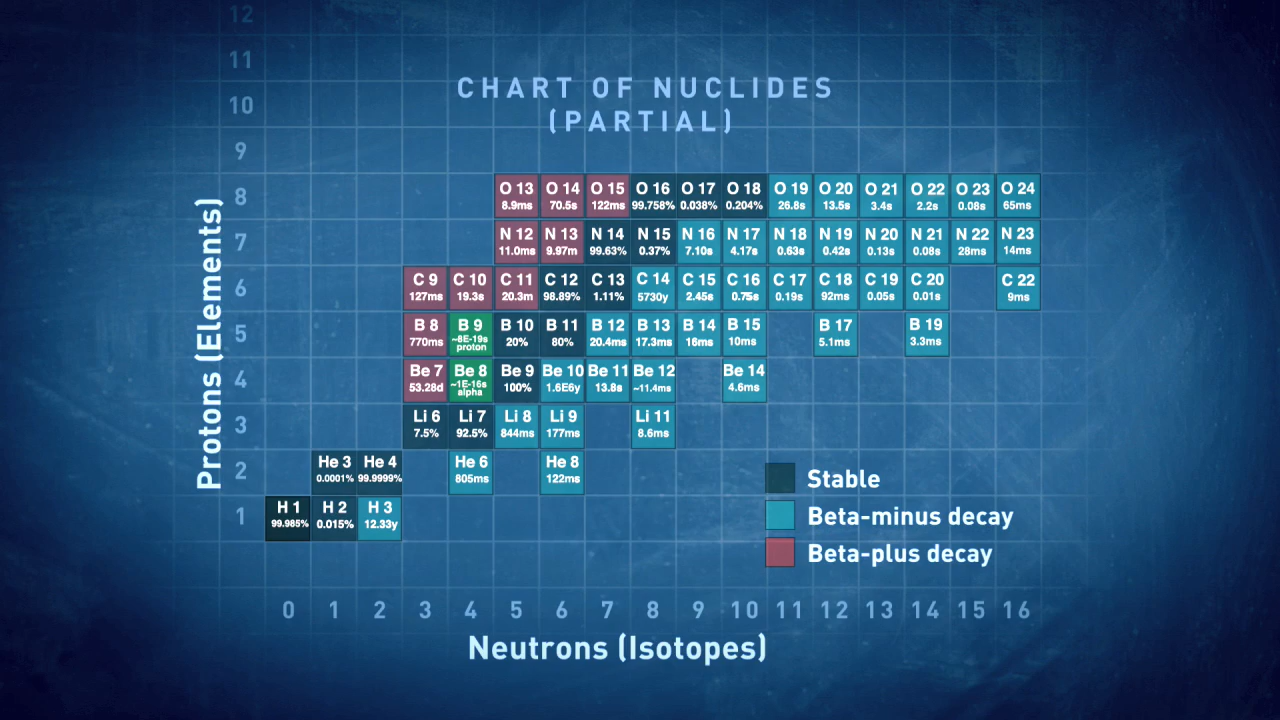 12
11
CHART OF NUCLIDES
(PARTIAL)
10
9
8
O 13 O 14 O 15 O 16 O 17 O 18 O 19 O 20 O 21 O 22 O 23 O 24
8.9ms 70.5s 122ms 99.758% 0.038% 0.204% 26.8s 13.5s 3.4s 2.2s 0.08s 65ms
7
N 12 N 13 N 14 N 15 N 16 N 17 N 18 N 19 N 20 N 21 N 22 N 23
11.0ms 9.97m 99.63% 0.37% 7.10s 4.17s 0.63s 0.42s 0.13s 0.08s 28ms 14ms
6
C 9 C 10 C 11 C 12 C 13 C 14 C 15 C 16 C 17 C 18 C 19 C 20 C 22
127ms 19.3s 20.3m 98.89% 1.11% 5730y 2.45s 0.75s 0.19s 92ms 0.05s 0.01s 9ms
5
B 8 B 9 B 10 B 11 B 12 B 13 B 14 B 15 B 17 B 19
770ms ~8E-19s 20% 80% 20.4ms 17.3ms 16ms 10ms 5.1ms 3.3ms
proton
4
Be 7 Be 8 Be 9 Be 10 Be 11 Be 12 Be 14
53.28d ~1E-16s 100% 1.6E6y 13.8s ~11.4ms 4.6ms
alpha
3
Li 6 Li 7 Li 8 Li 9 Li 11
7.5% 92.5% 844ms 177ms 8.6ms
2
He 3 He 4 He 6 He 8
0.0001% 99.9999% 805ms 122ms
1
H 1 H 2 H 3
99.985% 0.015% 12.33y
Protons (Elements)
Stable
Beta-minus decay
Beta-plus decay
0 1 2 3 4 5 6 7 8 9 10 11 12 13 14 15 16
Neutrons (Isotopes)